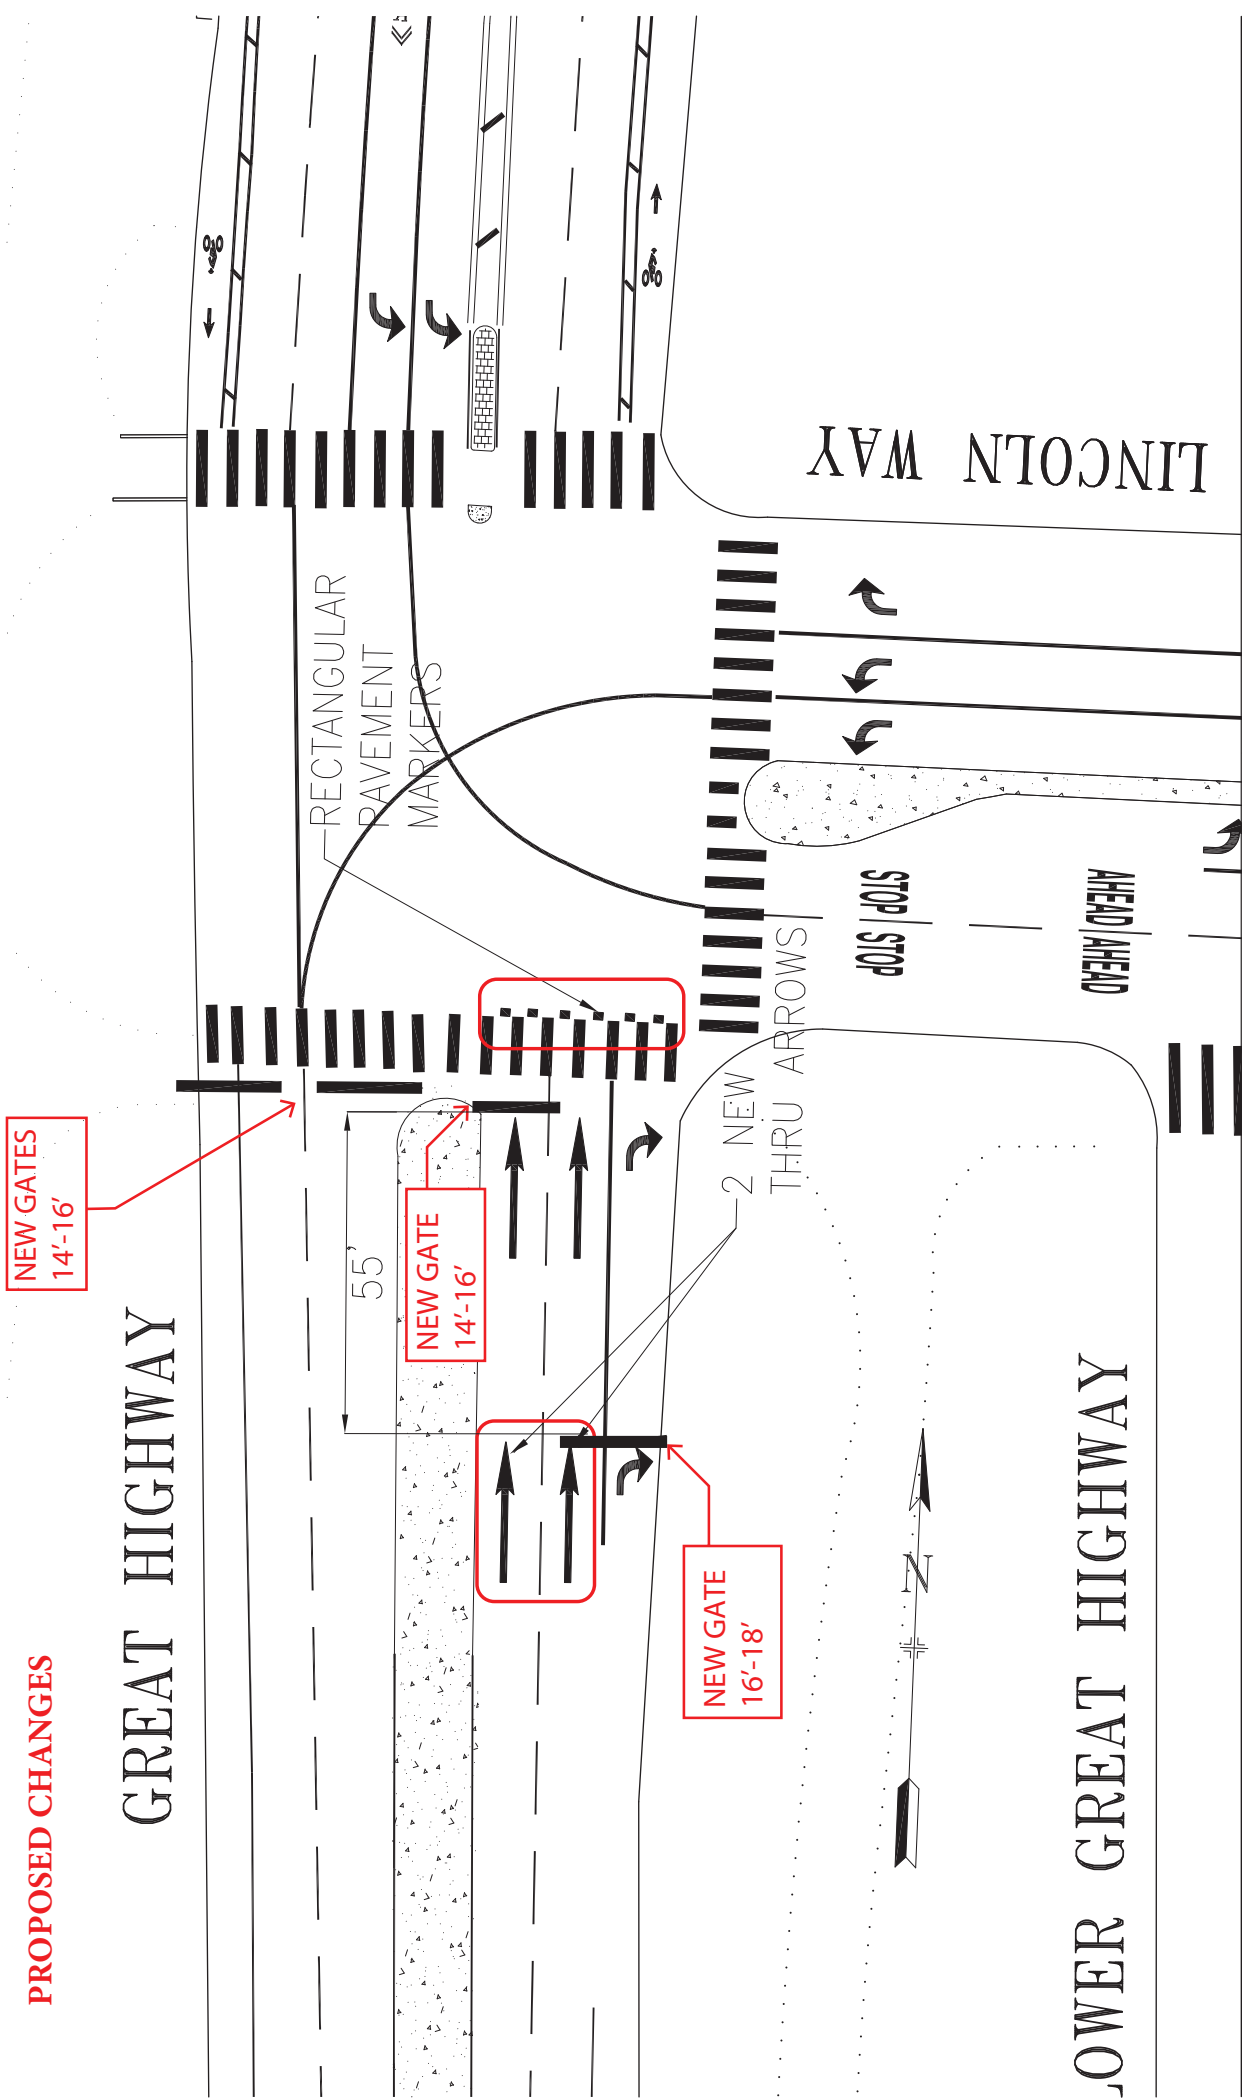 PROPOSED CHANGES
GREAT HIGHWAY
NEW GATES
14'-16'
55'
NEW GATE
14'-16'
RECTANGULAR
PAVEMENT
MARKERS
NEW GATE
16'-18'
2 NEW
THRU ARROWS
STOP STOP
AHEAD AHEAD
LINCOLN WAY
N
OWER GREAT HIGHWAY